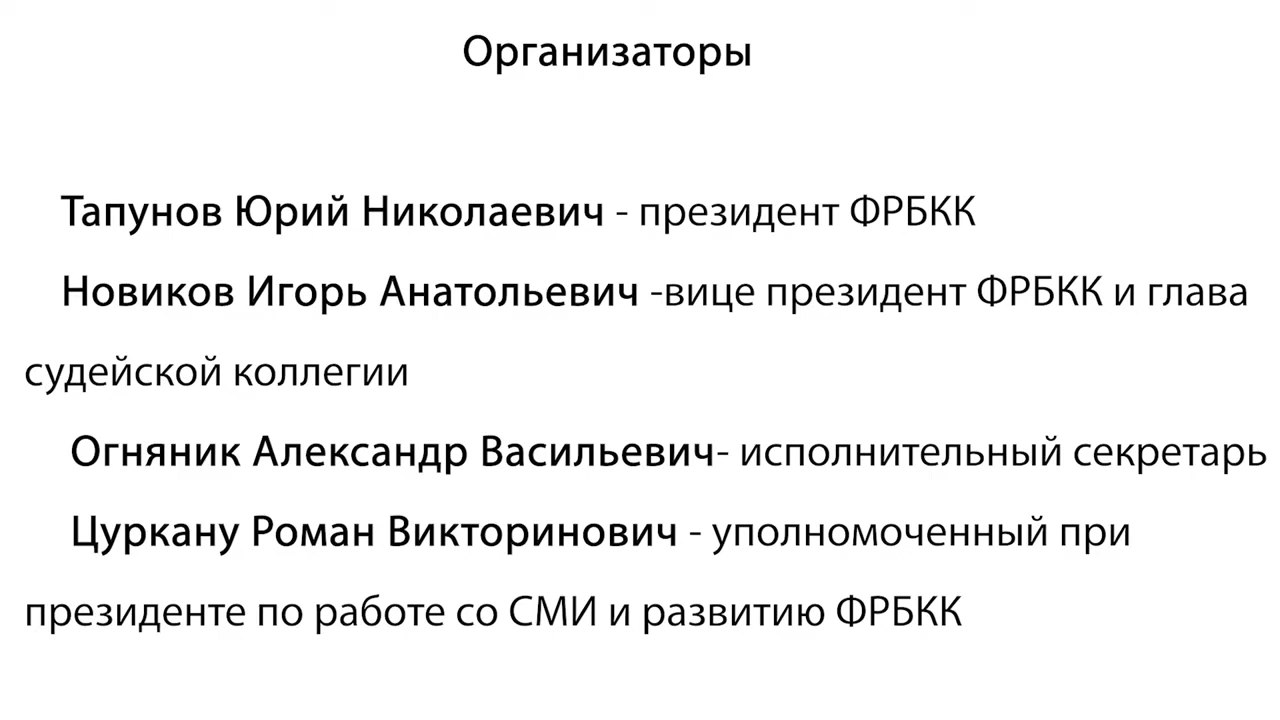 Организаторы
Тапунов Юрий Николаевич - президент ФРБКК
Новиков Игорь Анатольевич -вице президент ФРБКК и глава
судейской коллегии
Огняник Александр Васильевич- исполнительный секретарь
Цуркану Роман Викторинович - уполномоченный при
президенте по работе со СМИ и развитию ФРБКК